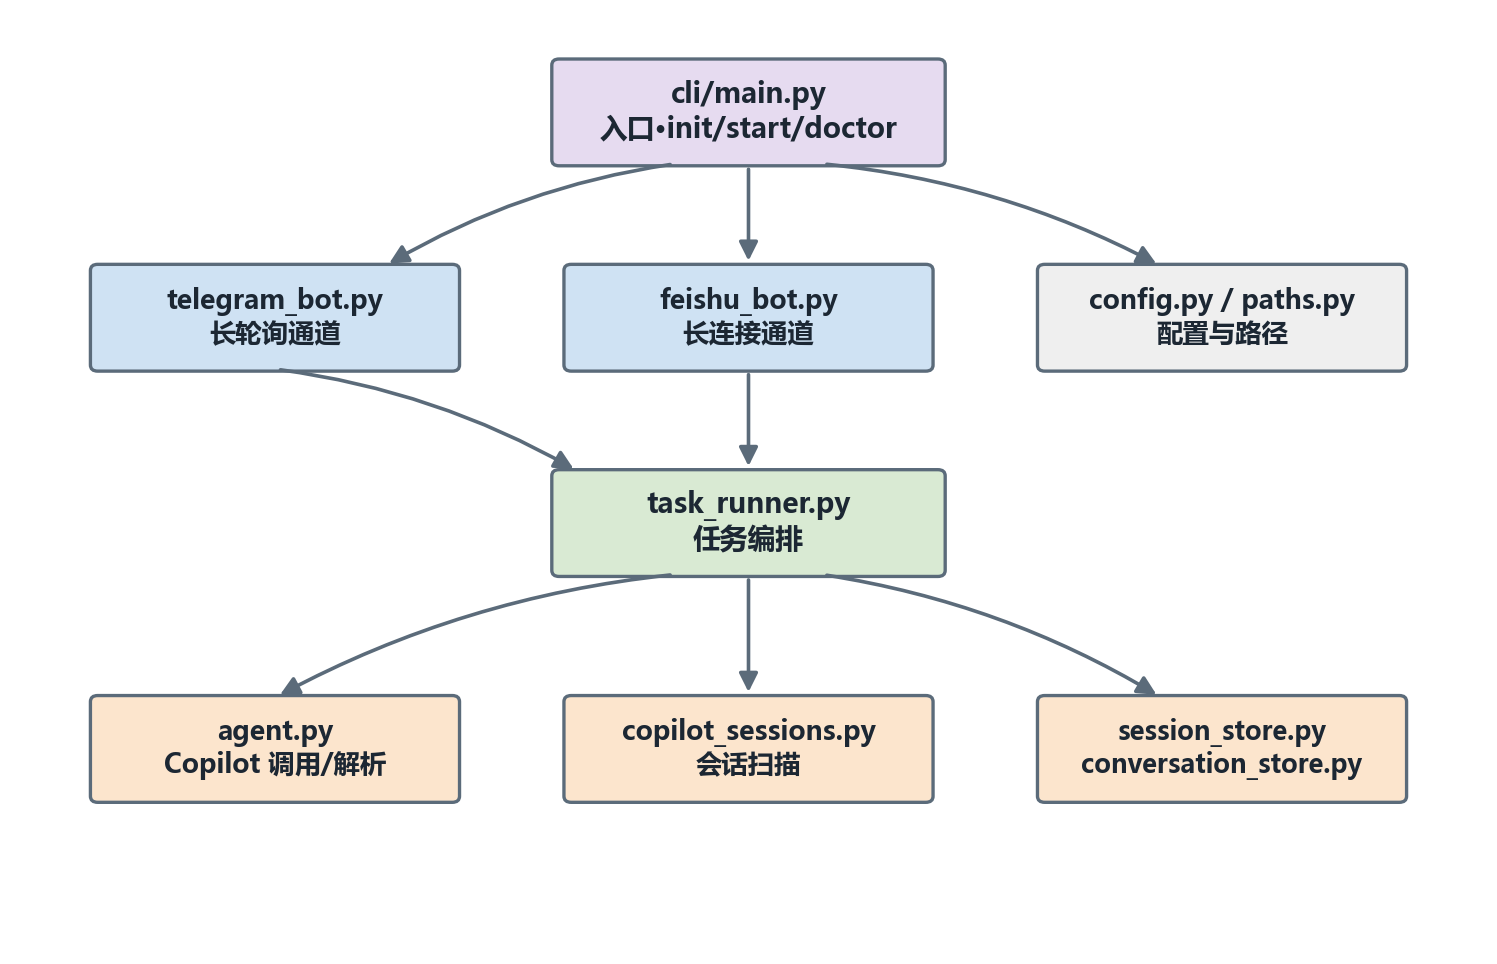 cli/main.py
入口·init/start/doctor
telegram_bot.py
长轮询通道
feishu_bot.py
长连接通道
config.py / paths.py
配置与路径
task_runner.py
任务编排
agent.py
Copilot 调用/解析
copilot_sessions.py
会话扫描
session_store.py
conversation_store.py